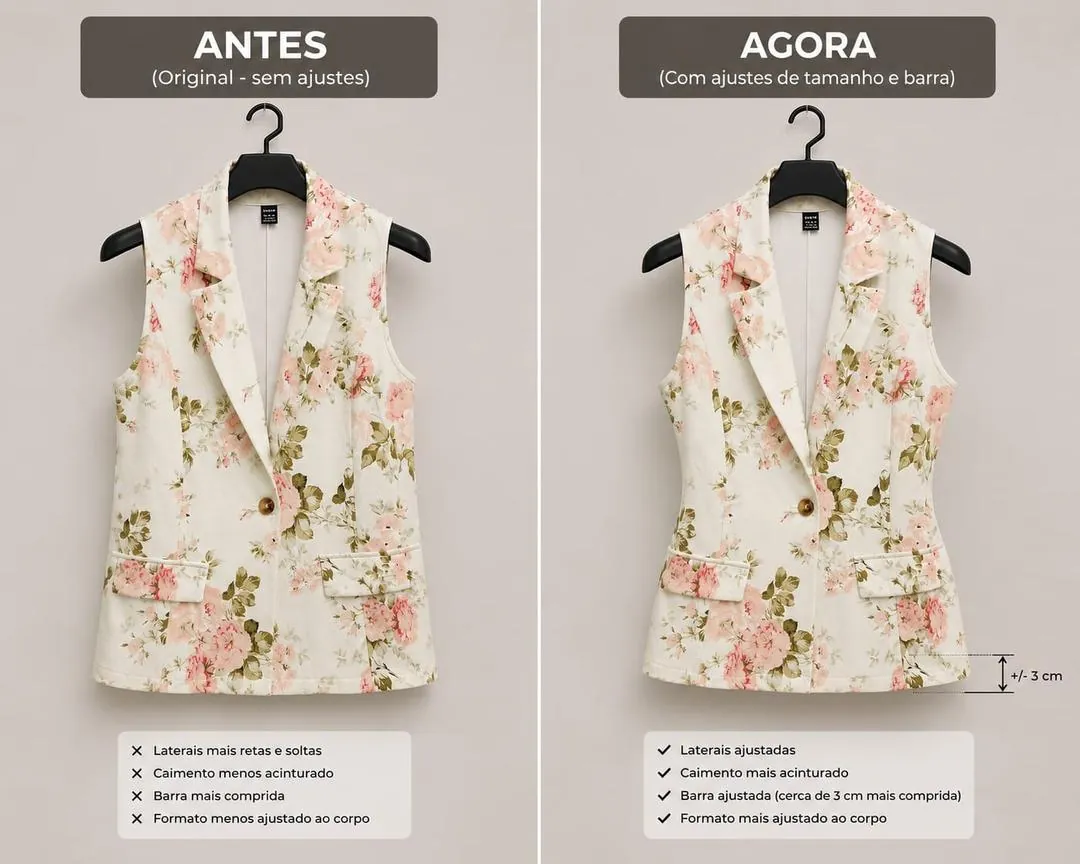 ANTES
(Original - sem ajustes)
AGORA
(Com ajustes de tamanho e barra)
+/- 3 cm
Laterais mais retas e soltas
Caimento menos acinturado
Barra mais comprida
Formato menos ajustado ao corpo
Laterais ajustadas
Caimento mais acinturado
Barra ajustada (cerca de 3 cm mais comprida)
Formato mais ajustado ao corpo